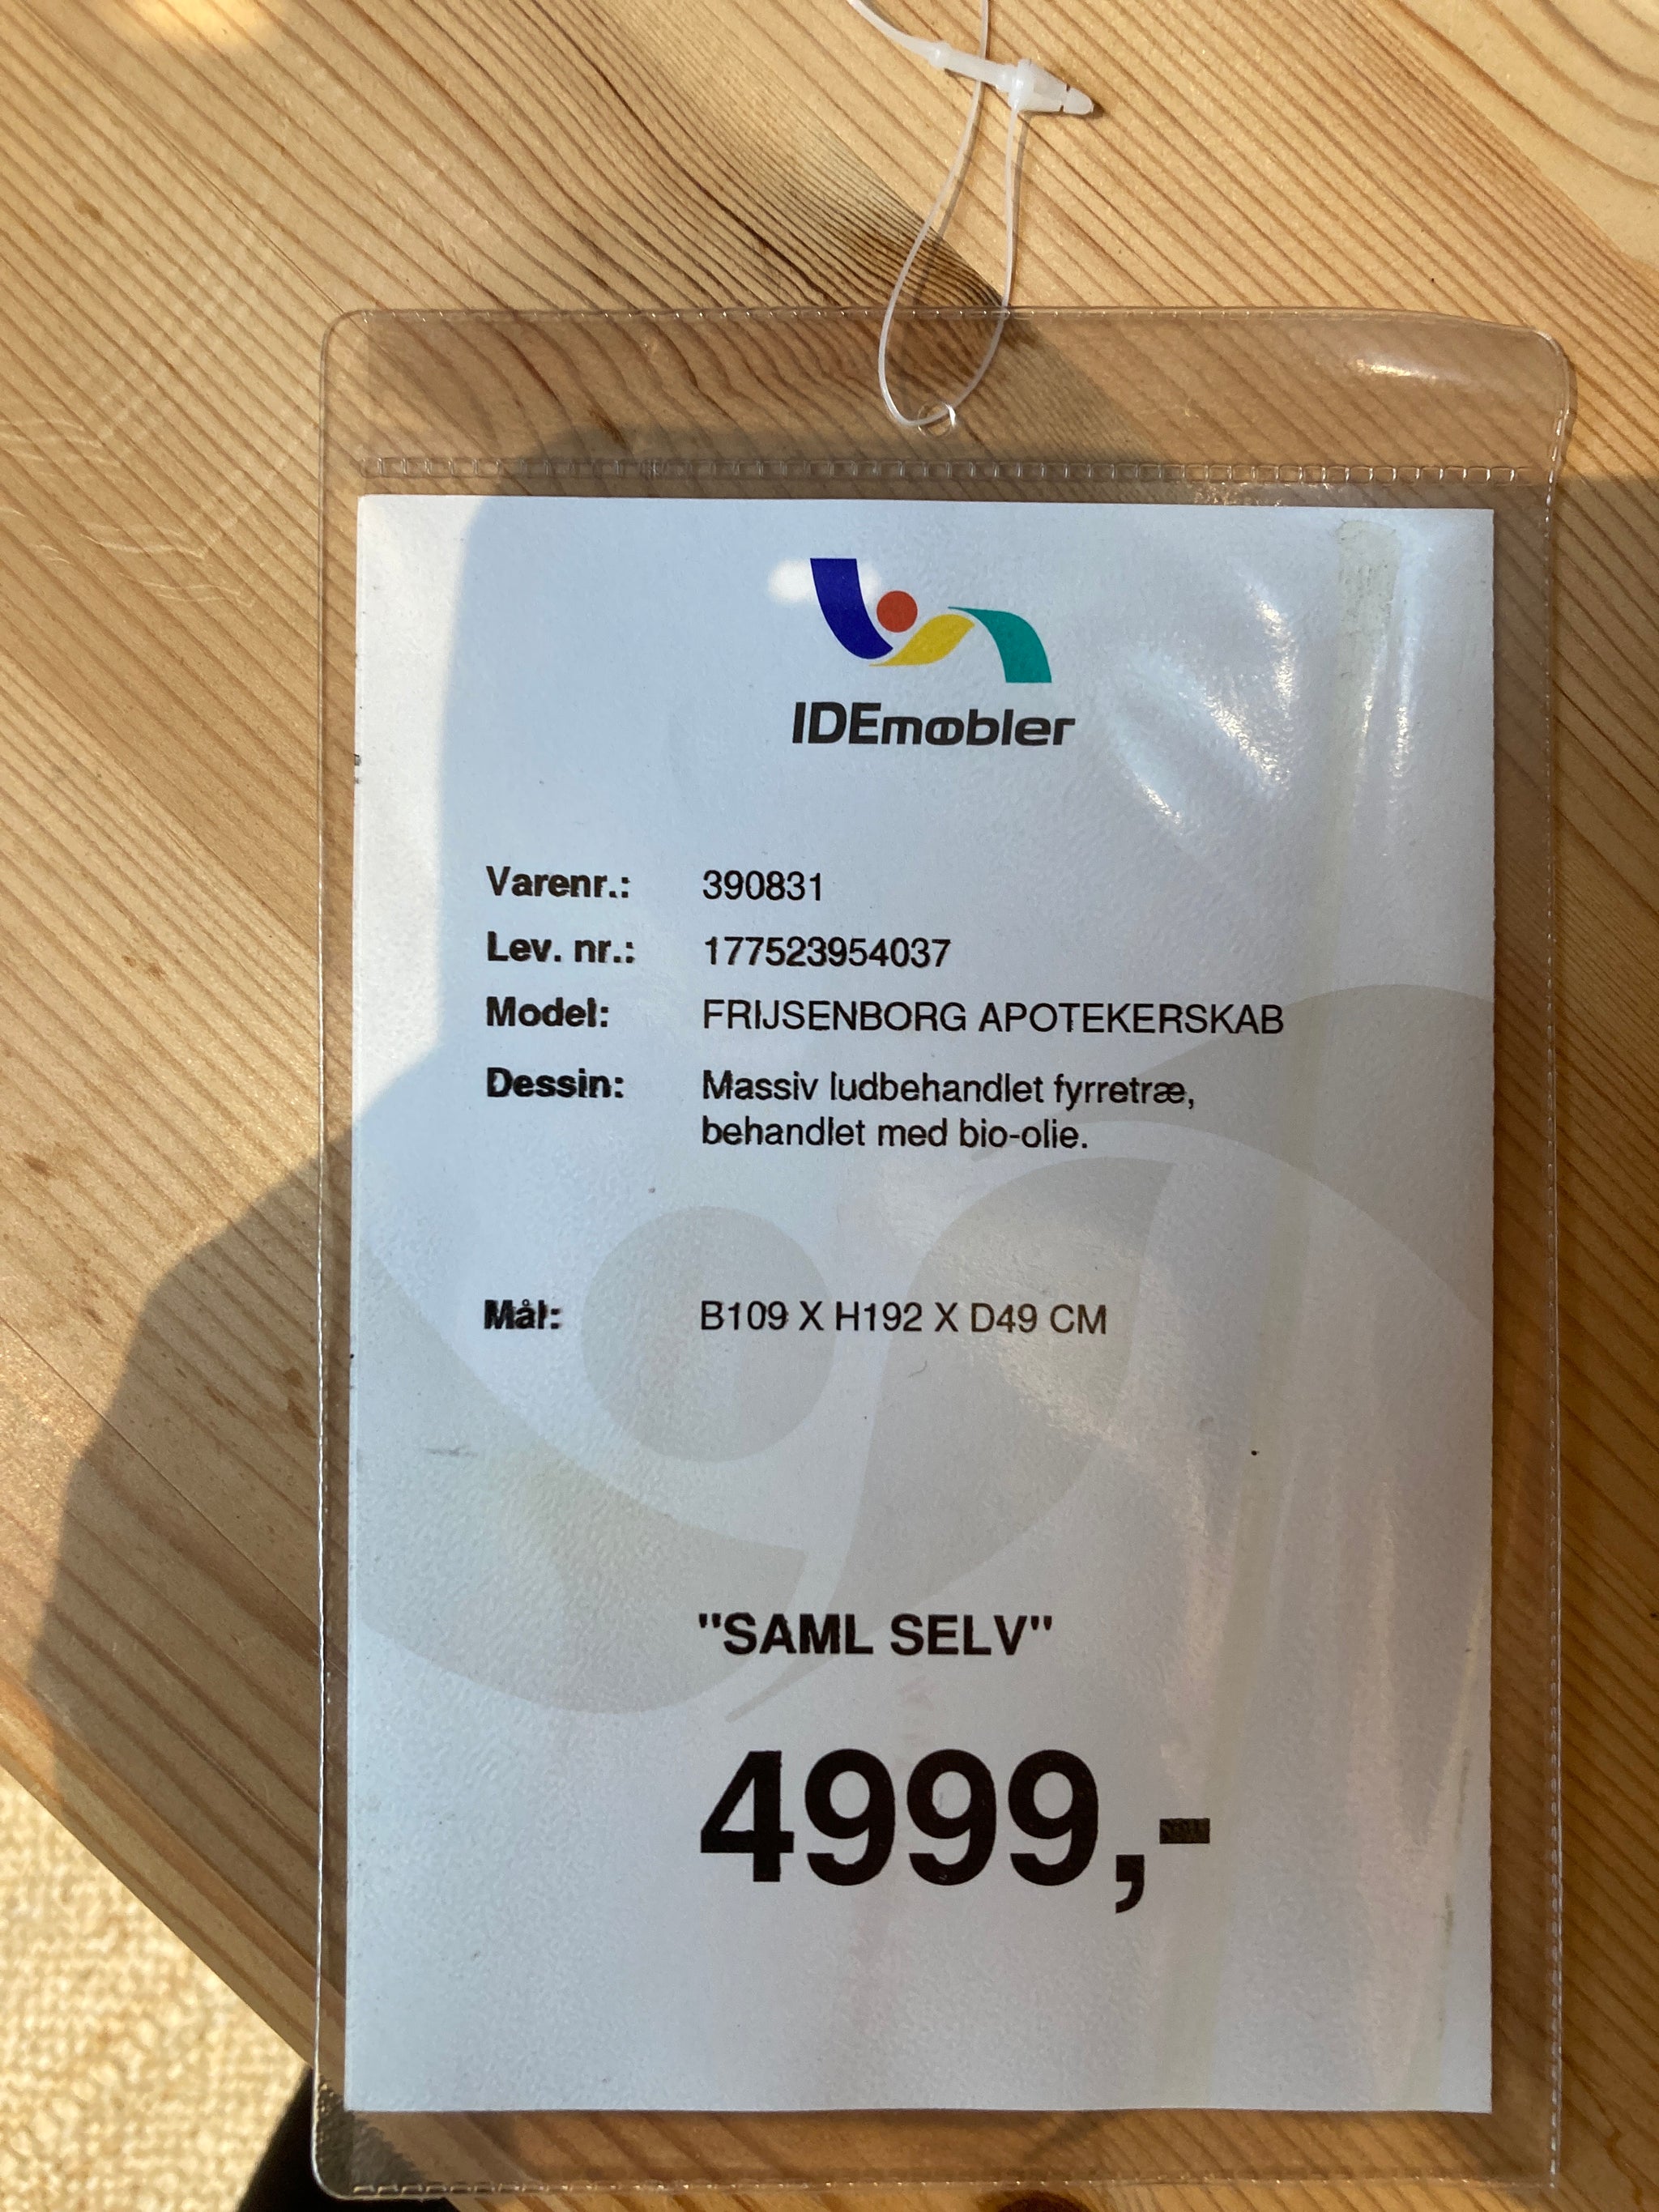 IDEmøbler
Varenr.: 390831
Lev. nr.: 177523954037
Model: FRIJSENBORG APOTEKERSKAB
Dessin: Massiv ludbehandlet fyrretræ,
behandlet med bio-olie.
Mål: B109 X H192 X D49 CM
"SAML SELV"
4999,-